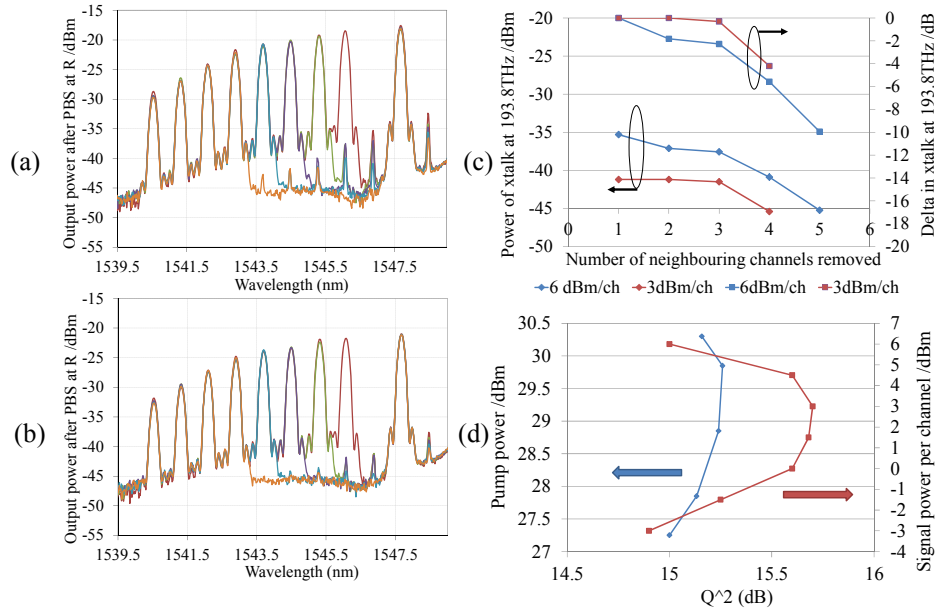 (a)
Output power after PBS at R /dBm
-15
-20
-25
-30
-35
-40
-45
-50
-55
1539.5 1541.5 1543.5 1545.5 1547.5
Wavelength (nm)
(b)
Output power after PBS at R /dBm
-15
-20
-25
-30
-35
-40
-45
-50
-55
1539.5 1541.5 1543.5 1545.5 1547.5
Wavelength (nm)
(c)
Power of xtalk at 193.8THz /dBm
-20
-25
-30
-35
-40
-45
-50
0 1 2 3 4 5 6
Number of neighbouring channels removed
0
-2
-4
-6
-8
-10
-12
-14
-16
-18
-20
Delta in xtalk at 193.8THz /dB
6 dBm/ch 3dBm/ch 6dBm/ch 3dBm/ch
(d)
Pump power /dBm
30.5
30
29.5
29
28.5
28
27.5
27
14.5 15 15.5 16
Q^2 (dB)
7
6
5
4
3
2
1
0
-1
-2
-3
-4
Signal power per channel /dBm